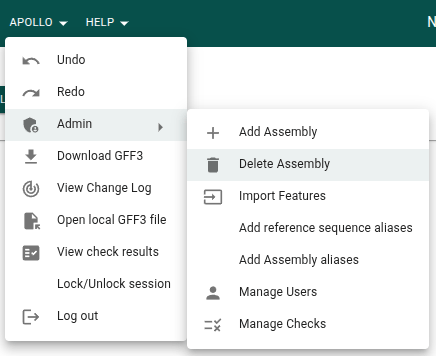 APOLLO HELP N
Undo
Redo
Admin
Download GFF3
View Change Log
Open local GFF3 file
View check results
Lock/Unlock session
Log out
Add Assembly
Delete Assembly
Import Features
Add reference sequence aliases
Add Assembly aliases
Manage Users
Manage Checks